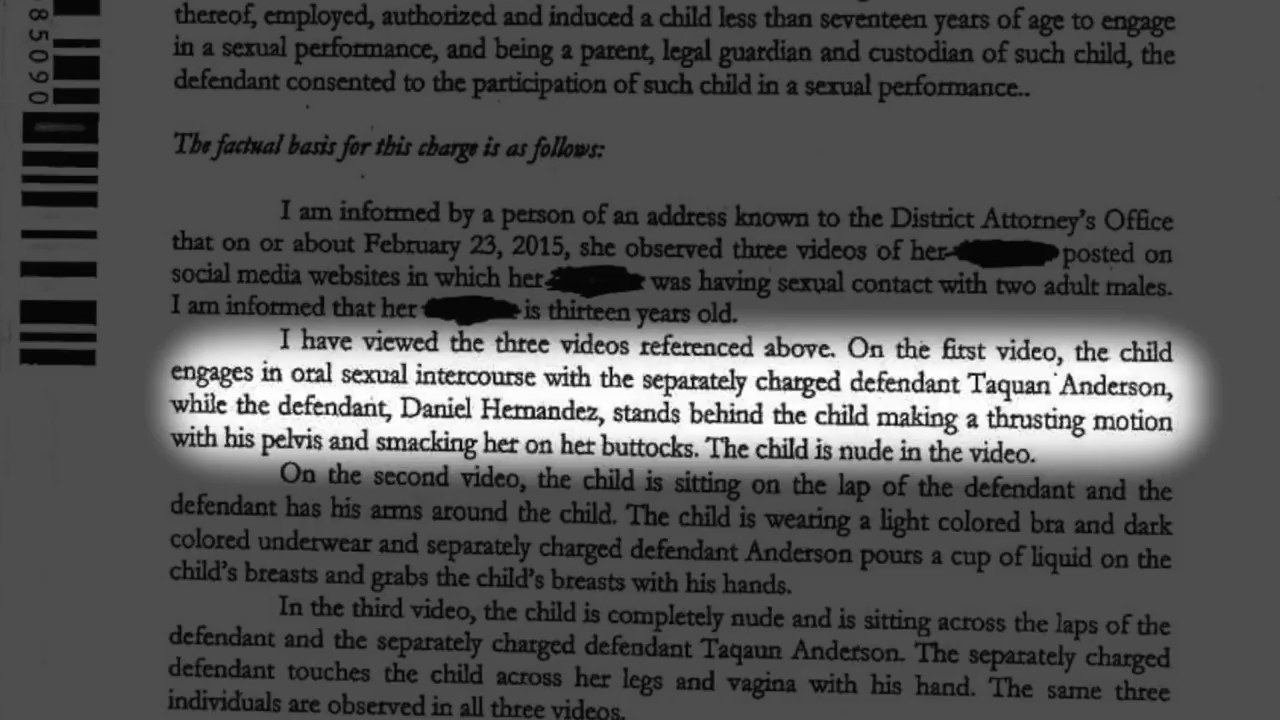 85090
thereof, employed, authorized and induced a child less than seventeen years of age to engage
in a sexual performance, and being a parent, legal guardian and custodian of such child, the
defendant consented to the participation of such child in a sexual performance..
The factual basis for this charge is as follows:
I am informed by a person of an address known to the District Attorney's Office
that on or about February 23, 2015, she observed three videos of her posted on
social media websites in which her was having sexual contact with two adult males.
I am informed that her is thirteen years old.
I have viewed the three videos referenced above. On the first video, the child
engages in oral sexual intercourse with the separately charged defendant Taquan Anderson,
while the defendant, Daniel Hernandez, stands behind the child making a thrusting motion
with his pelvis and smacking her on her buttocks. The child is nude in the video.
On the second video, the child is sitting on the lap of the defendant and the
defendant has his arms around the child. The child is wearing a light colored bra and dark
colored underwear and separately charged defendant Anderson pours a cup of liquid on the
child's breasts and grabs the child's breasts with his hands.
In the third video, the child is completely nude and is sitting across the laps of the
defendant and the separately charged defendant Taqaun Anderson. The separately charged
defendant touches the child across her legs and vagina with his hand. The same three
individuals are observed in all three videos.